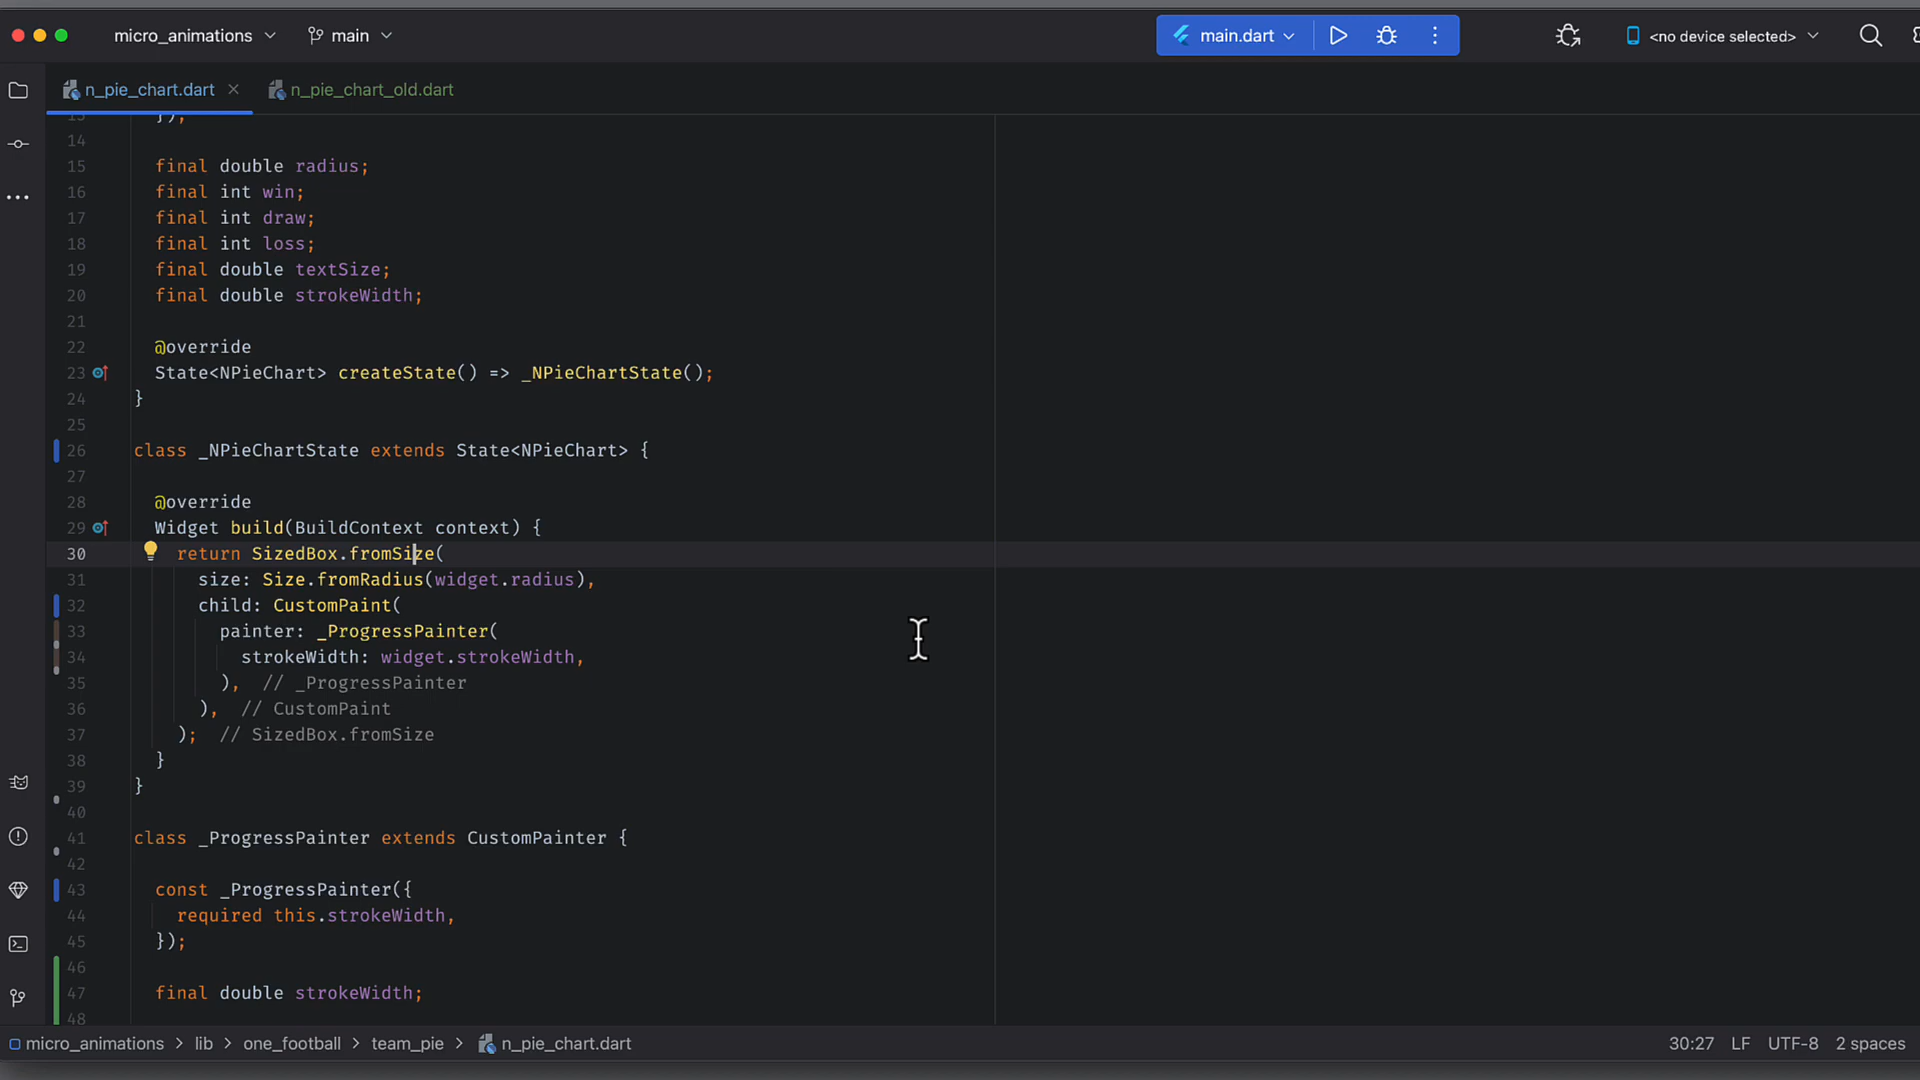 micro_animations
main
main.dart
<no device selected>
n_pie_chart.dart
n_pie_chart_old.dart
13 });
14
15 final double radius;
16 final int win;
17 final int draw;
18 final int loss;
19 final double textSize;
20 final double strokeWidth;
21
22 @override
23 State<NPieChart> createState() => _NPieChartState();
24 }
25
26 class _NPieChartState extends State<NPieChart> {
27
28 @override
29 Widget build(BuildContext context) {
30 return SizedBox.fromSize(
31 size: Size.fromRadius(widget.radius),
32 child: CustomPaint(
33 painter: _ProgressPainter(
34 strokeWidth: widget.strokeWidth,
35 ), // _ProgressPainter
36 ), // CustomPaint
37 ); // SizedBox.fromSize
38 }
39 }
40
41 class _ProgressPainter extends CustomPainter {
42
43 const _ProgressPainter({
44 required this.strokeWidth,
45 });
46
47 final double strokeWidth;
48
micro_animations > lib > one_football > team_pie > n_pie_chart.dart
30:27 LF UTF-8 2 spaces